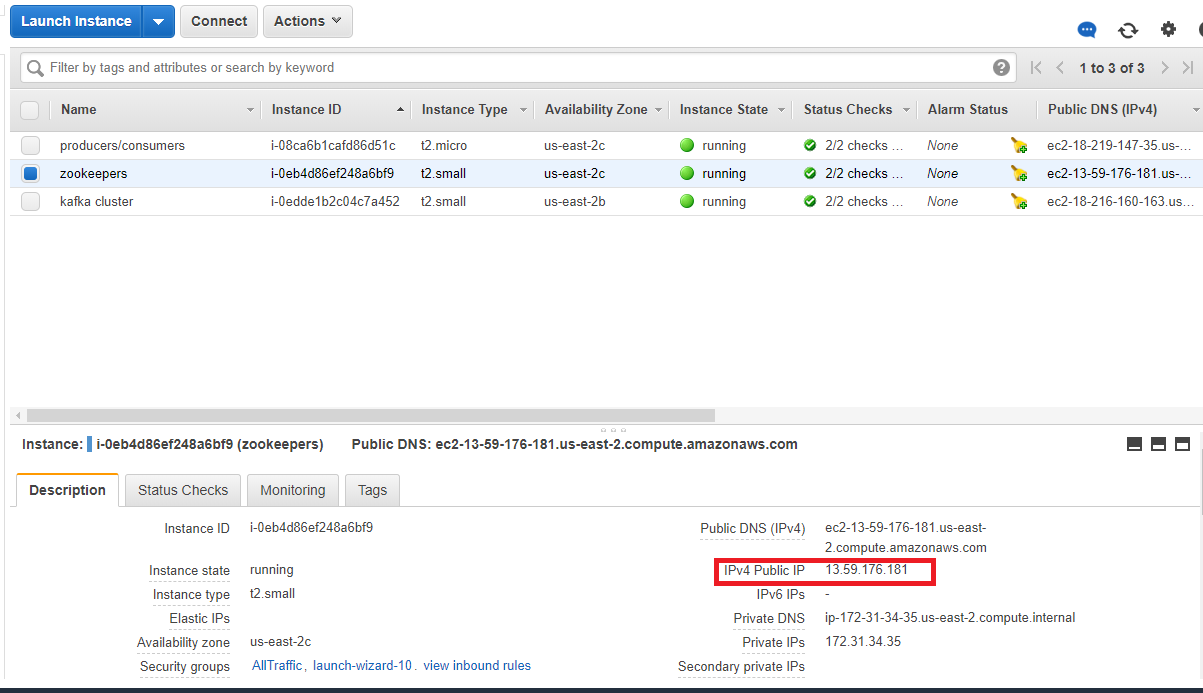 Launch Instance Connect Actions
Filter by tags and attributes or search by keyword 1 to 3 of 3
Name Instance ID Instance Type Availability Zone Instance State Status Checks Alarm Status Public DNS (IPv4)
producers/consumers i-08ca6b1cafd86d51c t2.micro us-east-2c running 2/2 checks ... None ec2-18-219-147-35.us-...
zookeepers i-0eb4d86ef248a6bf9 t2.small us-east-2c running 2/2 checks ... None ec2-13-59-176-181.us-...
kafka cluster i-0edde1b2c04c7a452 t2.small us-east-2b running 2/2 checks ... None ec2-18-216-160-163.us...
Instance: i-0eb4d86ef248a6bf9 (zookeepers) Public DNS: ec2-13-59-176-181.us-east-2.compute.amazonaws.com
Description Status Checks Monitoring Tags
Instance ID i-0eb4d86ef248a6bf9 Public DNS (IPv4) ec2-13-59-176-181.us-east-
2.compute.amazonaws.com
Instance state running IPv4 Public IP 13.59.176.181
Instance type t2.small IPv6 IPs -
Elastic IPs Private DNS ip-172-31-34-35.us-east-2.compute.internal
Availability zone us-east-2c Private IPs 172.31.34.35
Security groups AllTraffic, launch-wizard-10. view inbound rules Secondary private IPs